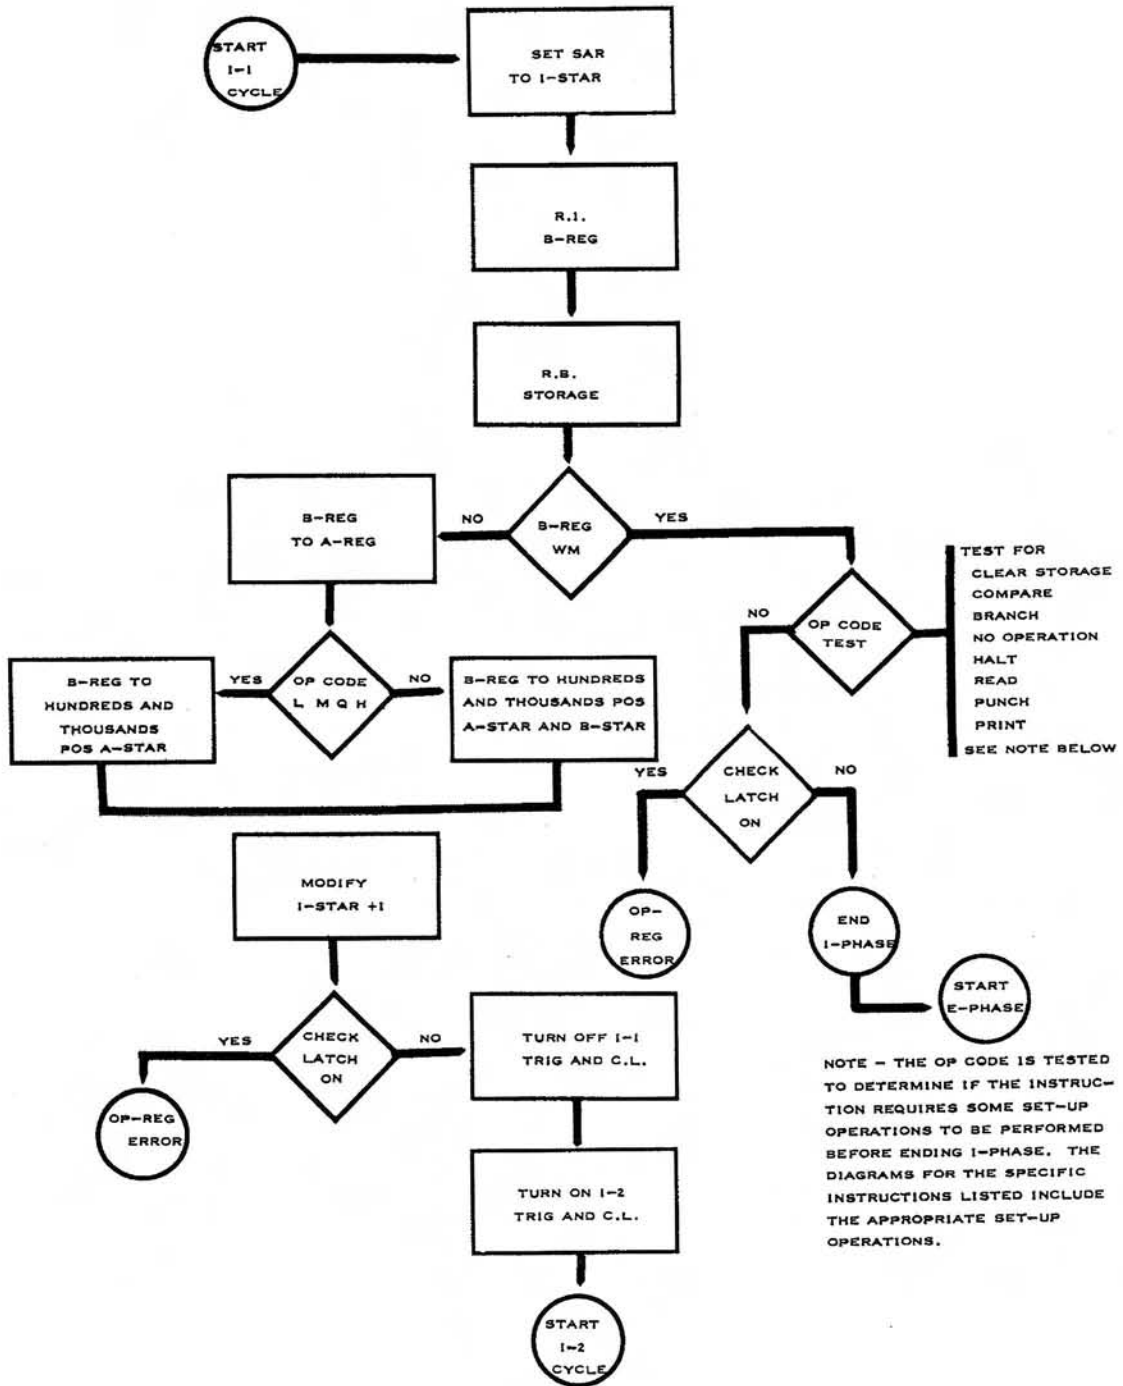 START
I-I
CYCLE
SET SAR
TO I-STAR
R.I.
B-REG
R.B.
STORAGE
B-REG
WM
NO
YES
B-REG
TO A-REG
OP CODE
L M Q H
YES
NO
B-REG TO
HUNDREDS AND
THOUSANDS
POS A-STAR
B-REG TO HUNDREDS
AND THOUSANDS POS
A-STAR AND B-STAR
OP CODE
TEST
NO
TEST FOR
CLEAR STORAGE
COMPARE
BRANCH
NO OPERATION
HALT
READ
PUNCH
PRINT
SEE NOTE BELOW
CHECK
LATCH
ON
YES
NO
OP-
REG
ERROR
END
I-PHASE
START
E-PHASE
MODIFY
I-STAR +I
CHECK
LATCH
ON
YES
NO
OP-REG
ERROR
TURN OFF I-I
TRIG AND C.L.
TURN ON I-2
TRIG AND C.L.
START
I-2
CYCLE
NOTE - THE OP CODE IS TESTED
TO DETERMINE IF THE INSTRUC-
TION REQUIRES SOME SET-UP
OPERATIONS TO BE PERFORMED
BEFORE ENDING I-PHASE. THE
DIAGRAMS FOR THE SPECIFIC
INSTRUCTIONS LISTED INCLUDE
THE APPROPRIATE SET-UP
OPERATIONS.